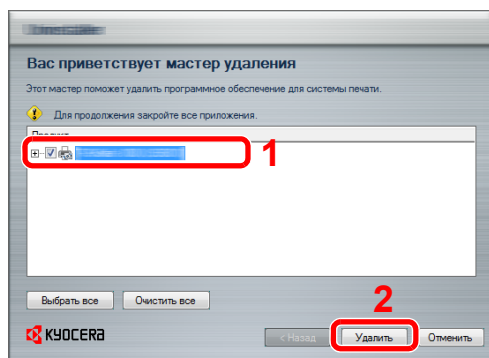 Вас приветствует мастер удаления
Этот мастер поможет удалить программное обеспечение для системы печати.
Для продолжения закройте все приложения.
1
2
Выбрать все Очистить все
KYOCERA < Назад Удалить Отменить